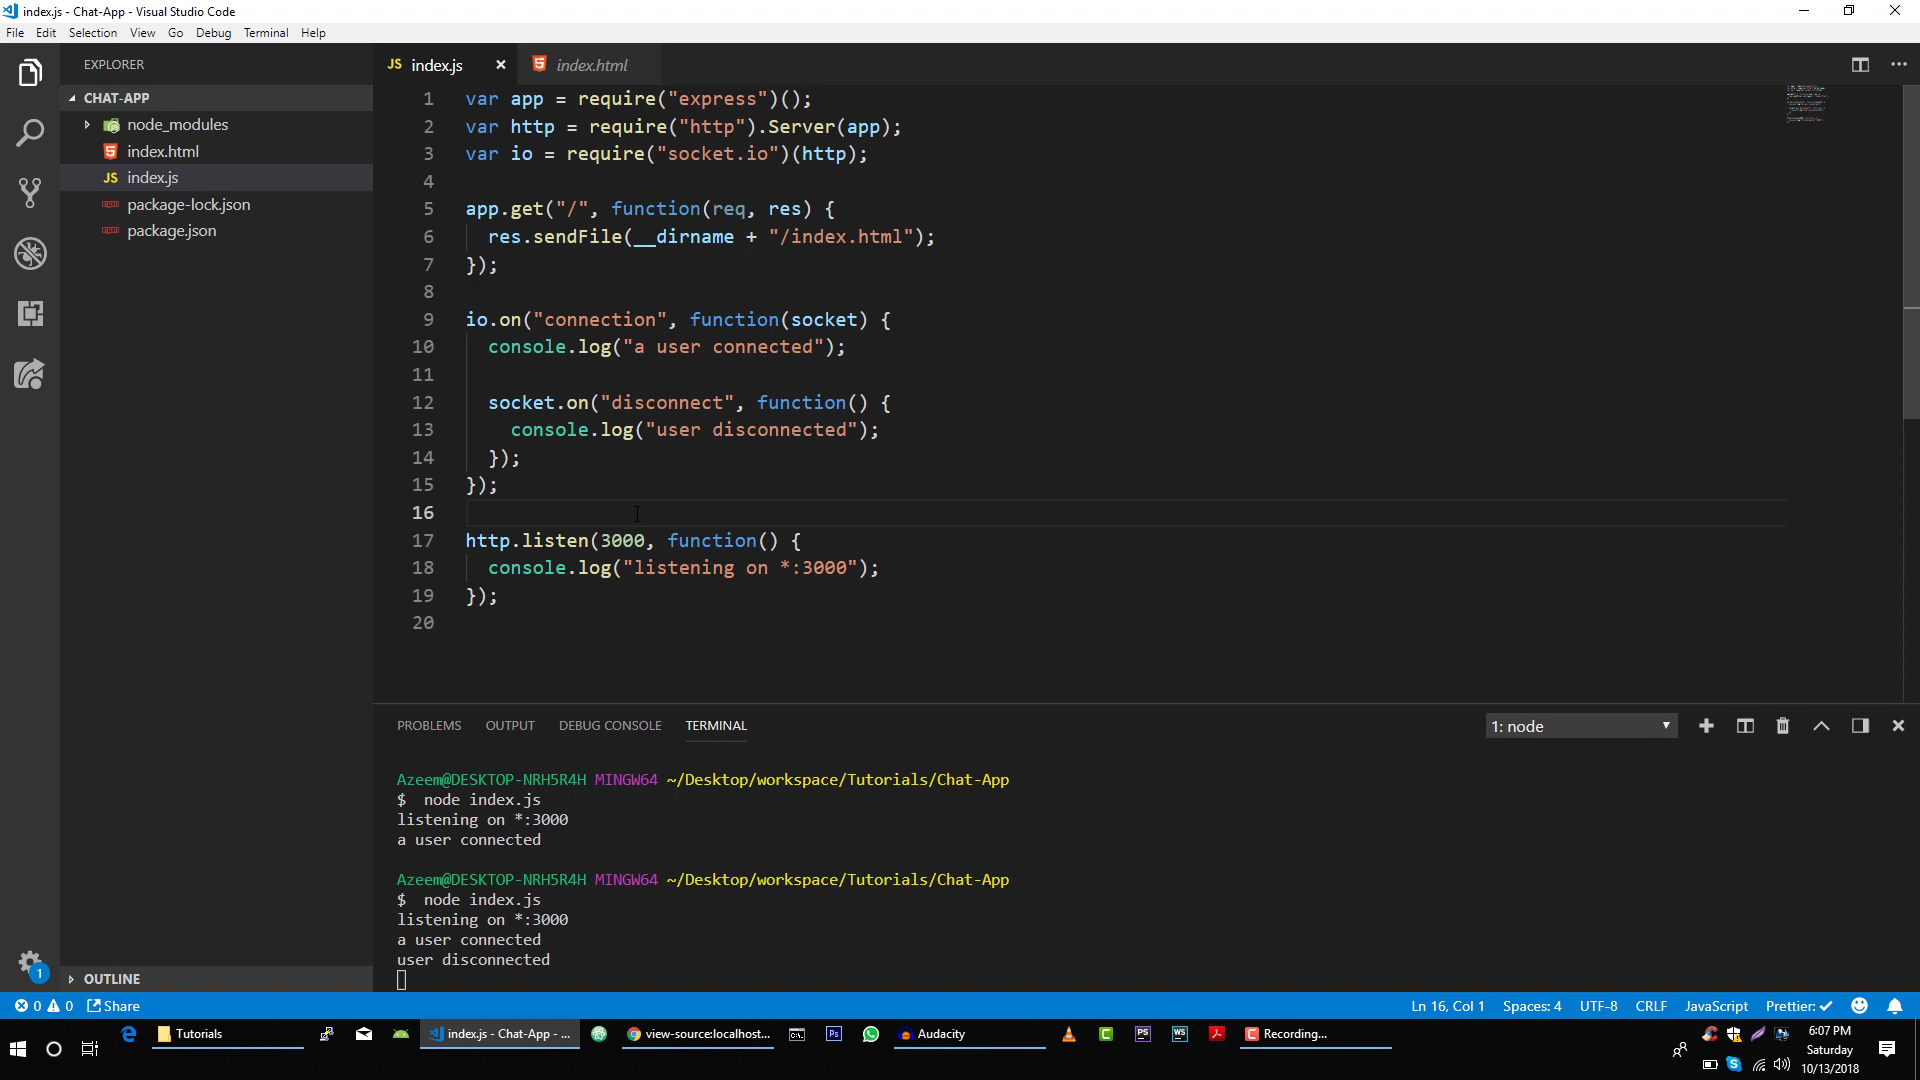 index.js - Chat-App - Visual Studio Code
File Edit Selection View Go Debug Terminal Help
EXPLORER
CHAT-APP
node_modules
index.html
JS index.js
package-lock.json
package.json
OUTLINE
JS index.js
index.html
1 var app = require("express")();
2 var http = require("http").Server(app);
3 var io = require("socket.io")(http);
4
5 app.get("/", function(req, res) {
6 res.sendFile(__dirname + "/index.html");
7 });
8
9 io.on("connection", function(socket) {
10 console.log("a user connected");
11
12 socket.on("disconnect", function() {
13 console.log("user disconnected");
14 });
15 });
16
17 http.listen(3000, function() {
18 console.log("listening on *:3000");
19 });
20
PROBLEMS OUTPUT DEBUG CONSOLE TERMINAL
1: node
Azeem@DESKTOP-NRH5R4H MINGW64 ~/Desktop/workspace/Tutorials/Chat-App
$ node index.js
listening on *:3000
a user connected
Azeem@DESKTOP-NRH5R4H MINGW64 ~/Desktop/workspace/Tutorials/Chat-App
$ node index.js
listening on *:3000
a user connected
user disconnected
1
0 0 Share
Ln 16, Col 1 Spaces: 4 UTF-8 CRLF JavaScript Prettier: ✓
Tutorials
index.js - Chat-App - ...
view-source:localhost...
Ps
Audacity
C
PS
WS
Recording...
6:07 PM
Saturday
10/13/2018